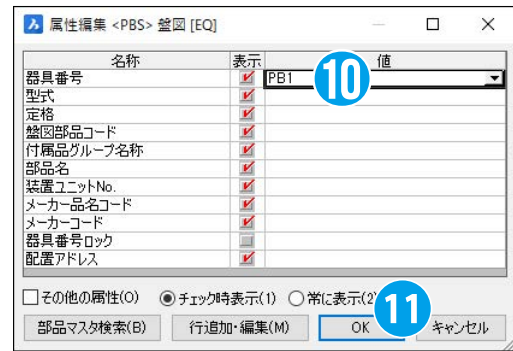 属性編集 <PBS> 盤図 [EQ]
名称 表示 値
器具番号 PB1 10
型式
定格
盤図部品コード
付属品グループ名称
部品名
装置ユニットNo.
メーカー品名コード
メーカーコード
器具番号ロック
配置アドレス
その他の属性(O) チェック時表示(1) 常に表示(2)
11
部品マスタ検索(B) 行追加・編集(M) OK キャンセル